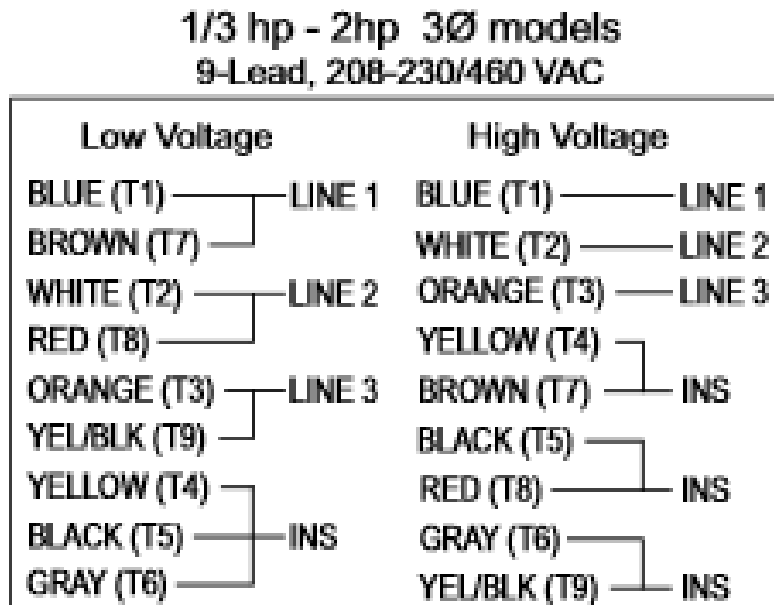 1/3 hp - 2hp 3Ø models
9-Lead, 208-230/460 VAC
Low Voltage
BLUE (T1) LINE 1
BROWN (T7)
WHITE (T2) LINE 2
RED (T8)
ORANGE (T3) LINE 3
YEL/BLK (T9)
YELLOW (T4)
BLACK (T5) INS
GRAY (T6)
High Voltage
BLUE (T1) LINE 1
WHITE (T2) LINE 2
ORANGE (T3) LINE 3
YELLOW (T4)
BROWN (T7) INS
BLACK (T5)
RED (T8) INS
GRAY (T6)
YEL/BLK (T9) INS